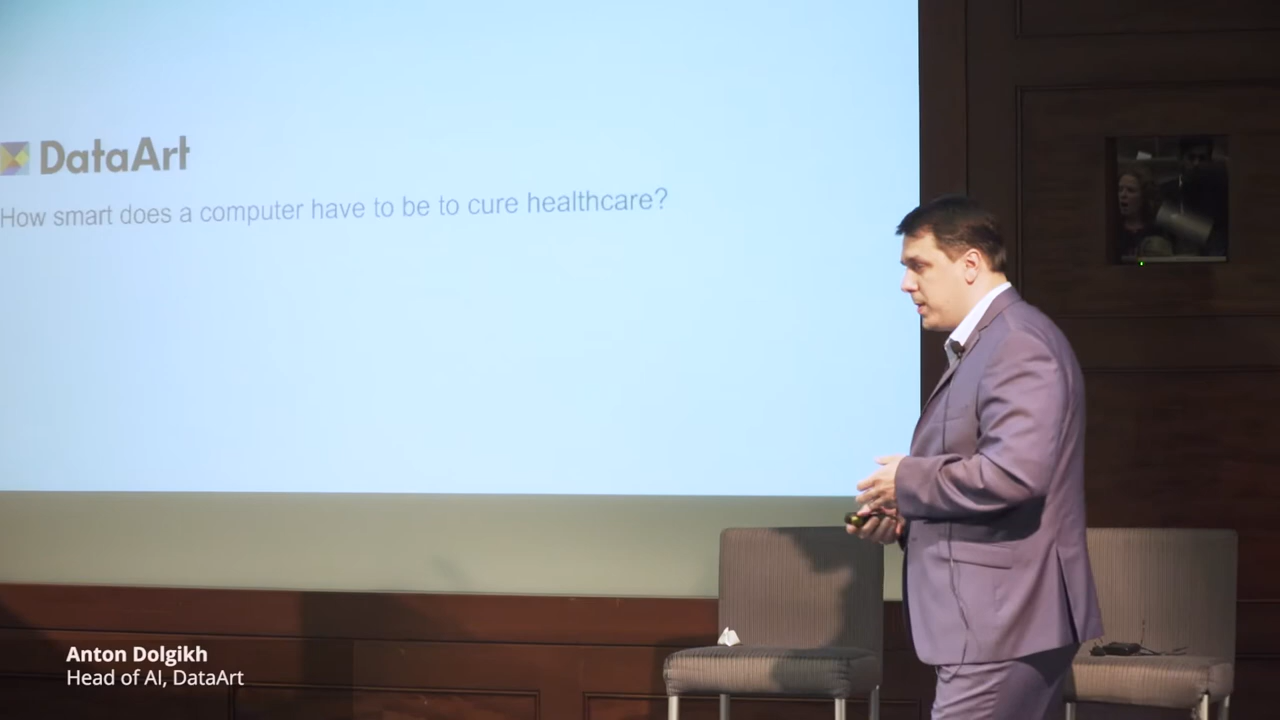 DataArt
How smart does a computer have to be to cure healthcare?
Anton Dolgikh
Head of AI, DataArt